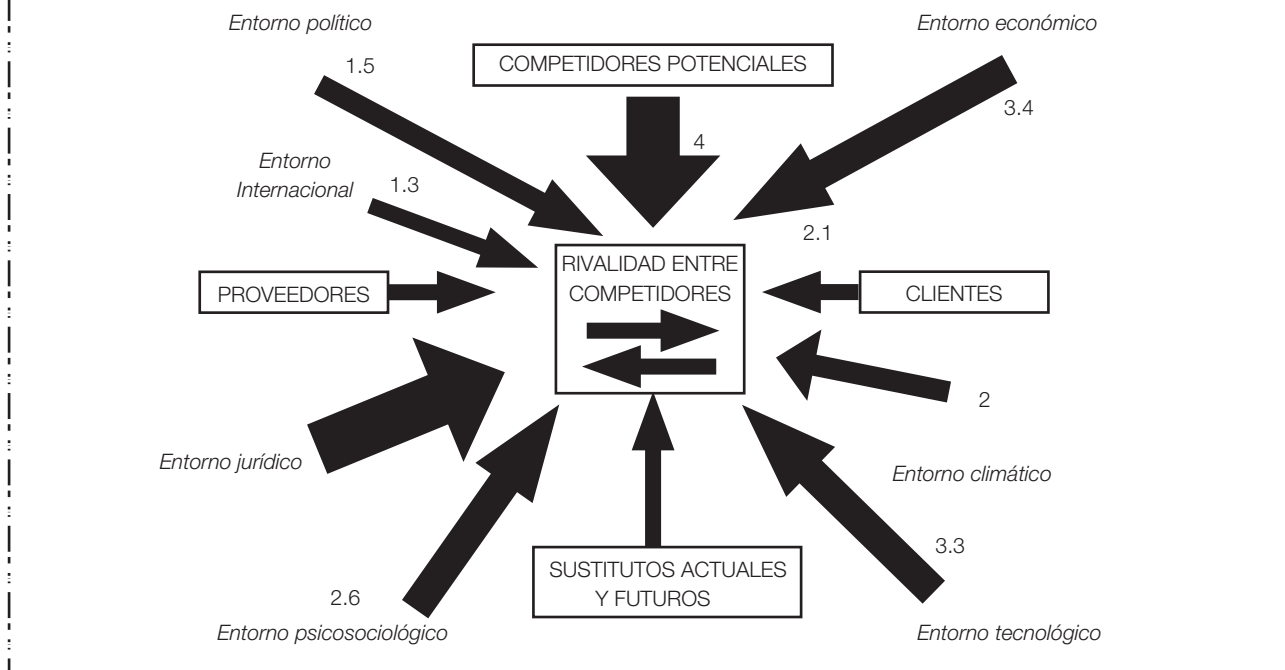 Entorno político
Entorno económico
1.5
COMPETIDORES POTENCIALES
3.4
4
Entorno
Internacional
1.3
2.1
RIVALIDAD ENTRE
COMPETIDORES
PROVEEDORES
CLIENTES
2
Entorno jurídico
Entorno climático
3.3
SUSTITUTOS ACTUALES
Y FUTUROS
2.6
Entorno psicosociológico
Entorno tecnológico